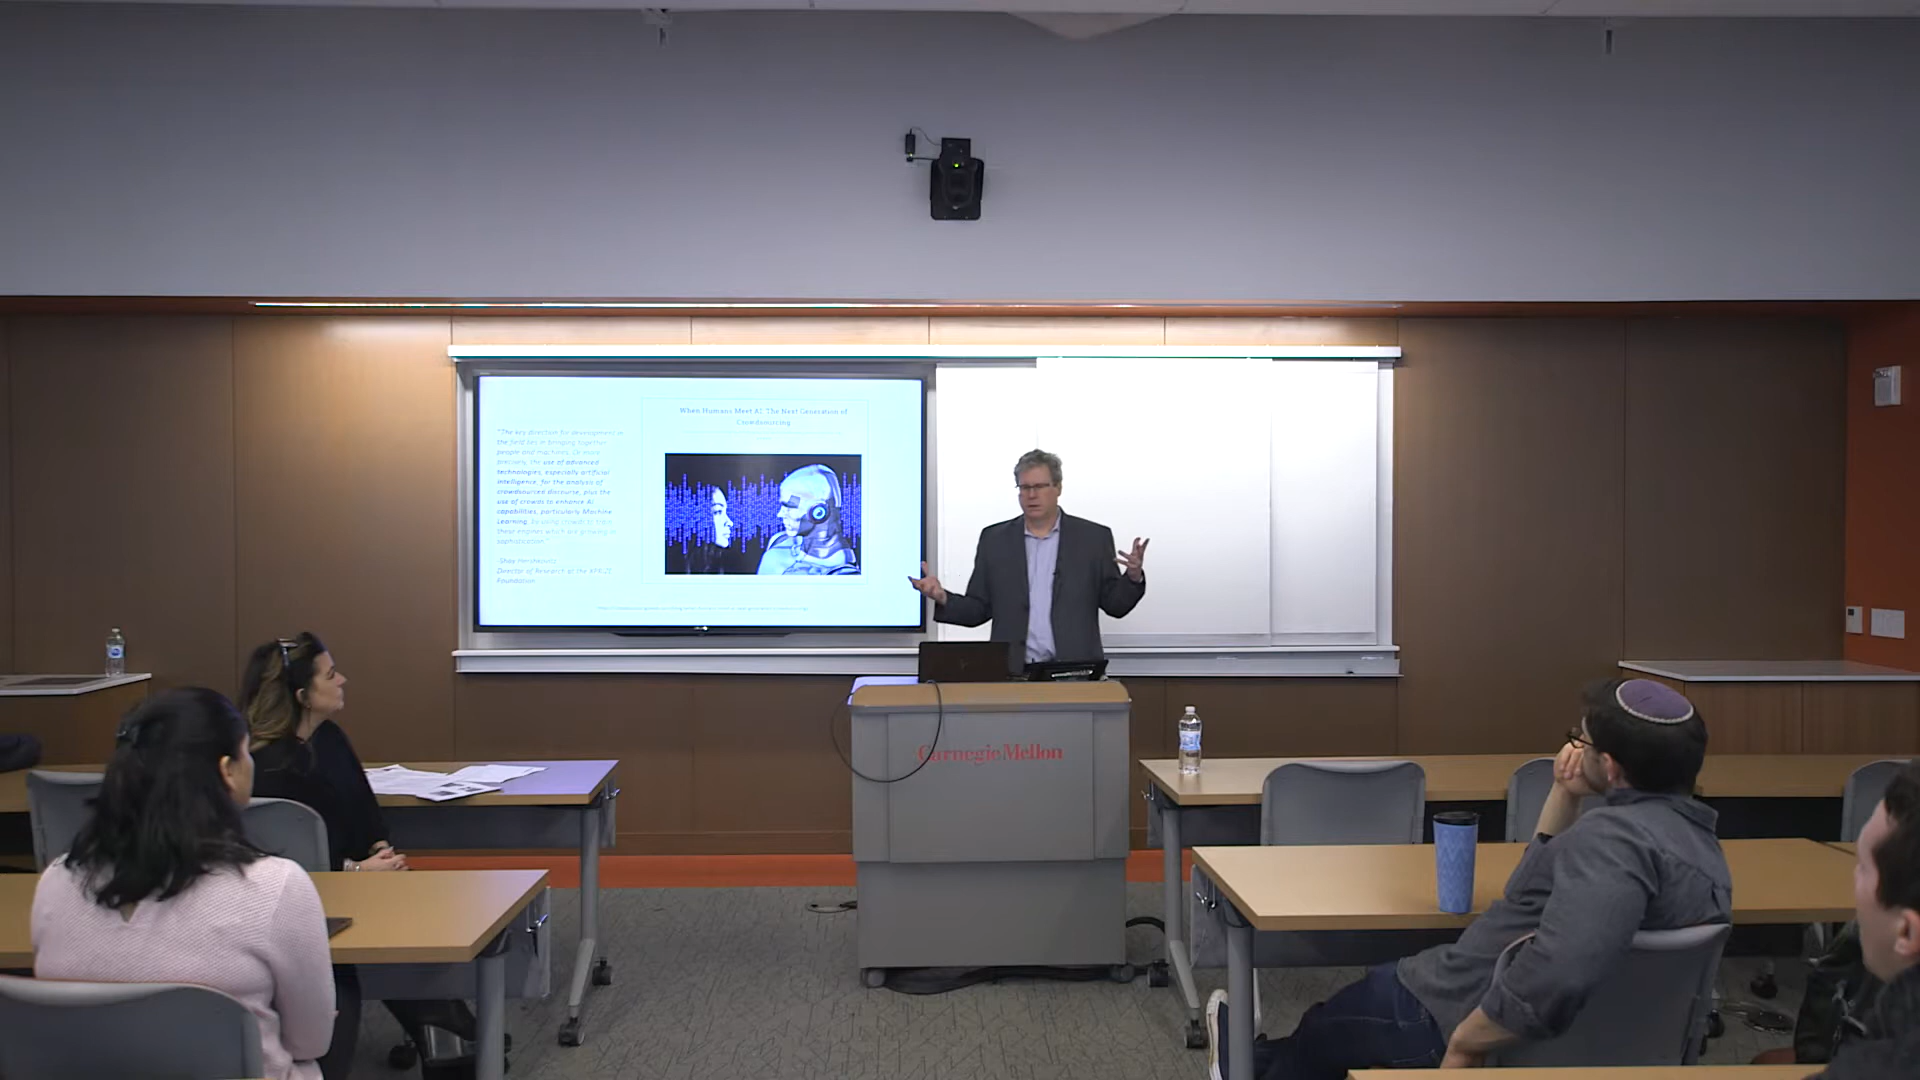 "The key direction for development in
the field lies in bringing together
people and machines. Or more
precisely, the use of advanced
technologies, especially artificial
intelligence, for the analysis of
crowdsourced discourse, plus the
use of crowds to enhance AI
capabilities, particularly Machine
Learning, by using crowds to train
these engines which are growing in
sophistication."
Director of Research at the XPRIZE
Foundation
When Humans Meet AI: The Next Generation of
Crowdsourcing
Carnegie Mellon